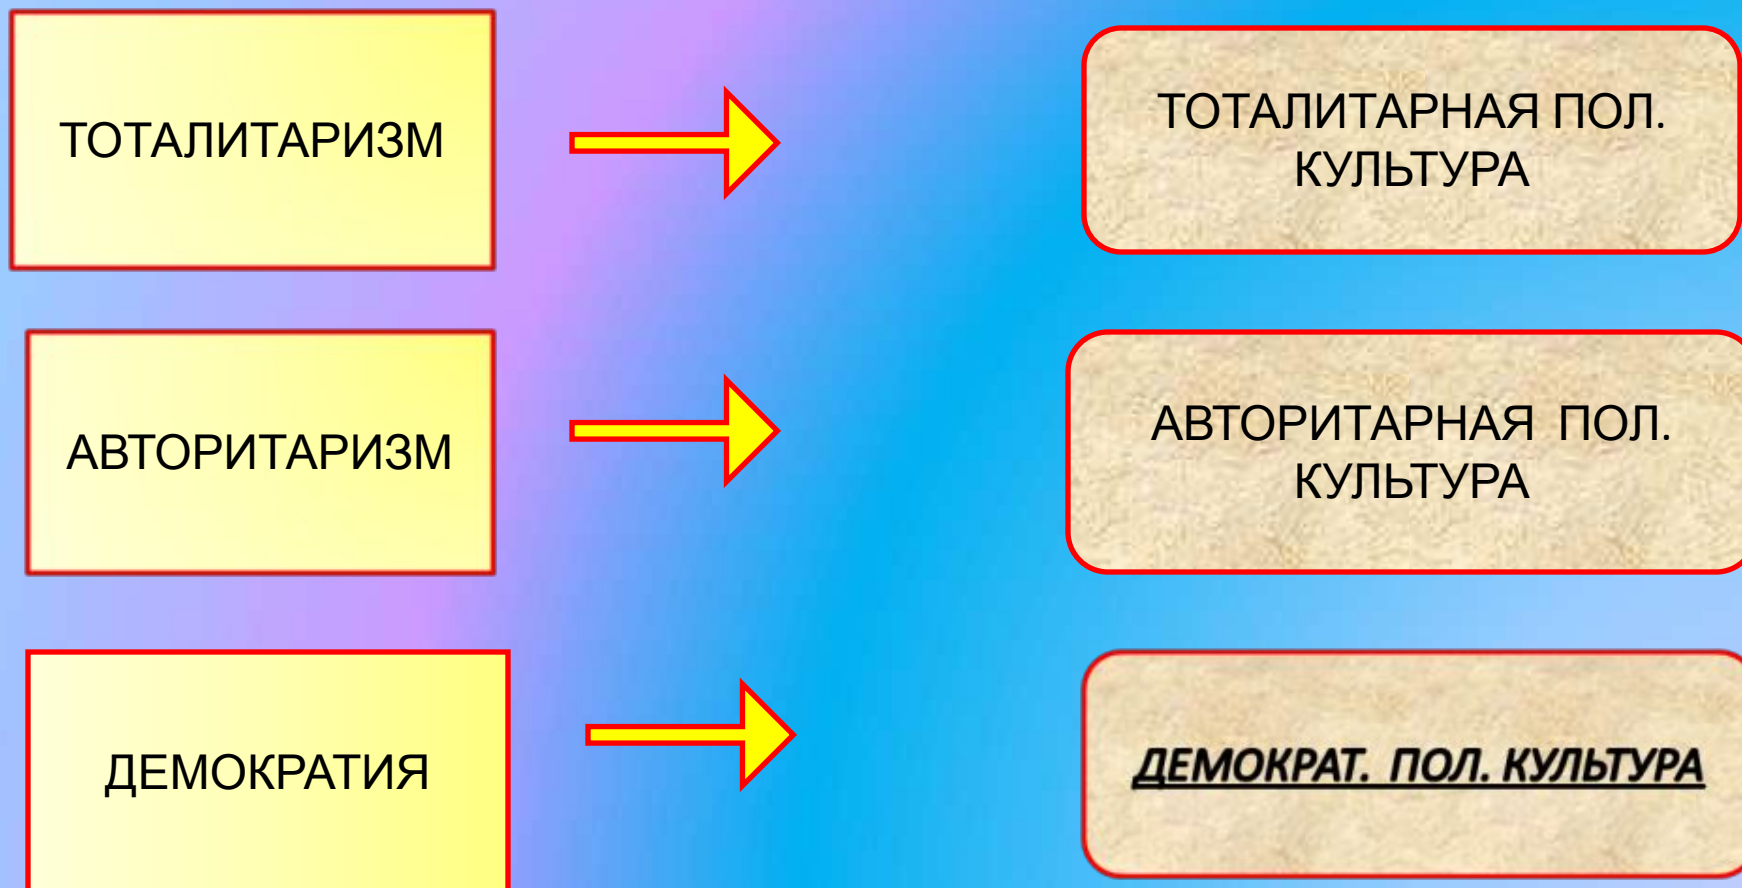 ТОТАЛИТАРИЗМ
ТОТАЛИТАРНАЯ ПОЛ.
КУЛЬТУРА
АВТОРИТАРИЗМ
АВТОРИТАРНАЯ ПОЛ.
КУЛЬТУРА
ДЕМОКРАТИЯ
ДЕМОКРАТ. ПОЛ. КУЛЬТУРА